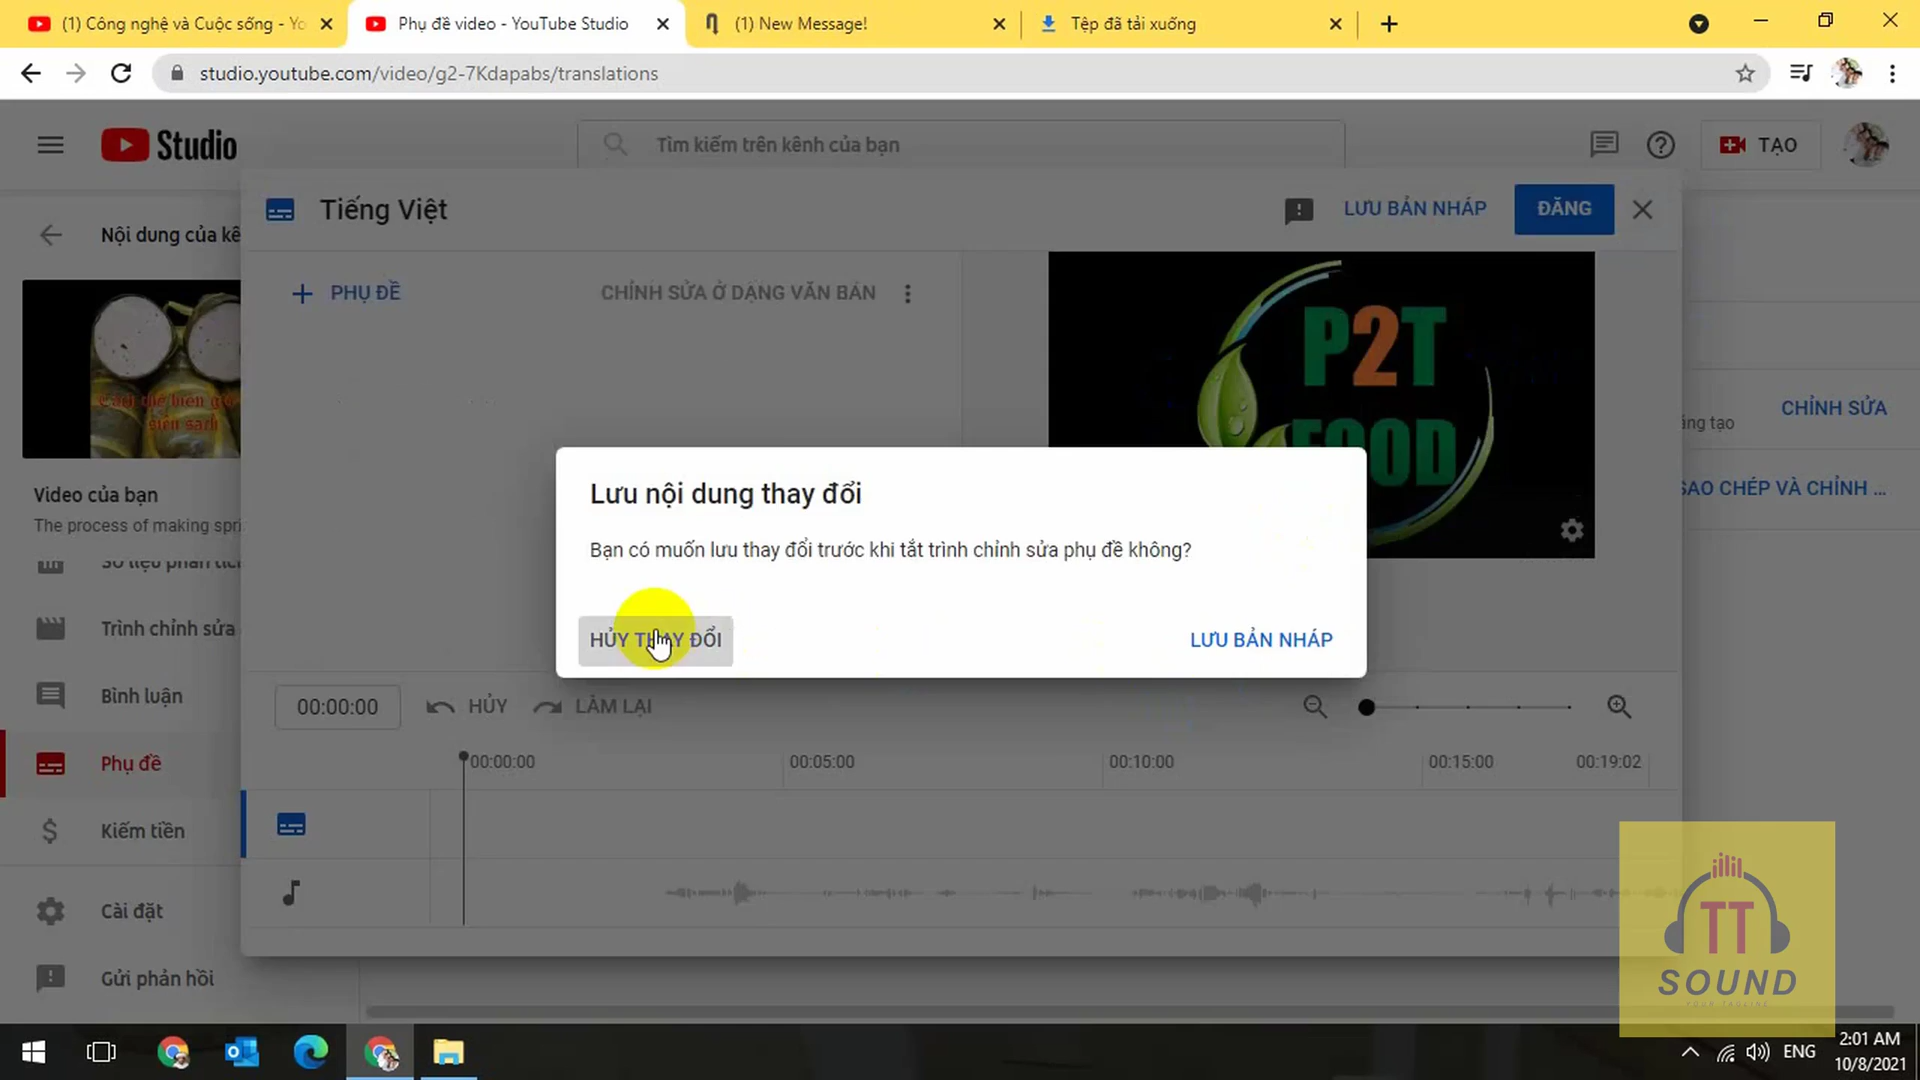 (1) Công nghệ và Cuộc sống - Yo
Phụ đề video - YouTube Studio
(1) New Message!
Tệp đã tải xuống
studio.youtube.com/video/g2-7Kdapabs/translations
Studio
Tìm kiếm trên kênh của bạn
TẠO
Nội dung của kê
Tiếng Việt
LƯU BẢN NHÁP
ĐĂNG
PHỤ ĐỀ
CHỈNH SỬA Ở DẠNG VĂN BẢN
P2T
FOOD
CHỈNH SỬA
ăng tạo
SAO CHÉP VÀ CHỈNH ...
Video của bạn
The process of making spri
Số liệu phân tích
Trình chỉnh sửa
Bình luận
Phụ đề
Kiếm tiền
Cài đặt
Gửi phản hồi
Lưu nội dung thay đổi
Bạn có muốn lưu thay đổi trước khi tắt trình chỉnh sửa phụ đề không?
HỦY THAY ĐỔI
LƯU BẢN NHÁP
00:00:00
HỦY
LÀM LẠI
00:00:00
00:05:00
00:10:00
00:15:00
00:19:02
TT
SOUND
ENG
2:01 AM
10/8/2021